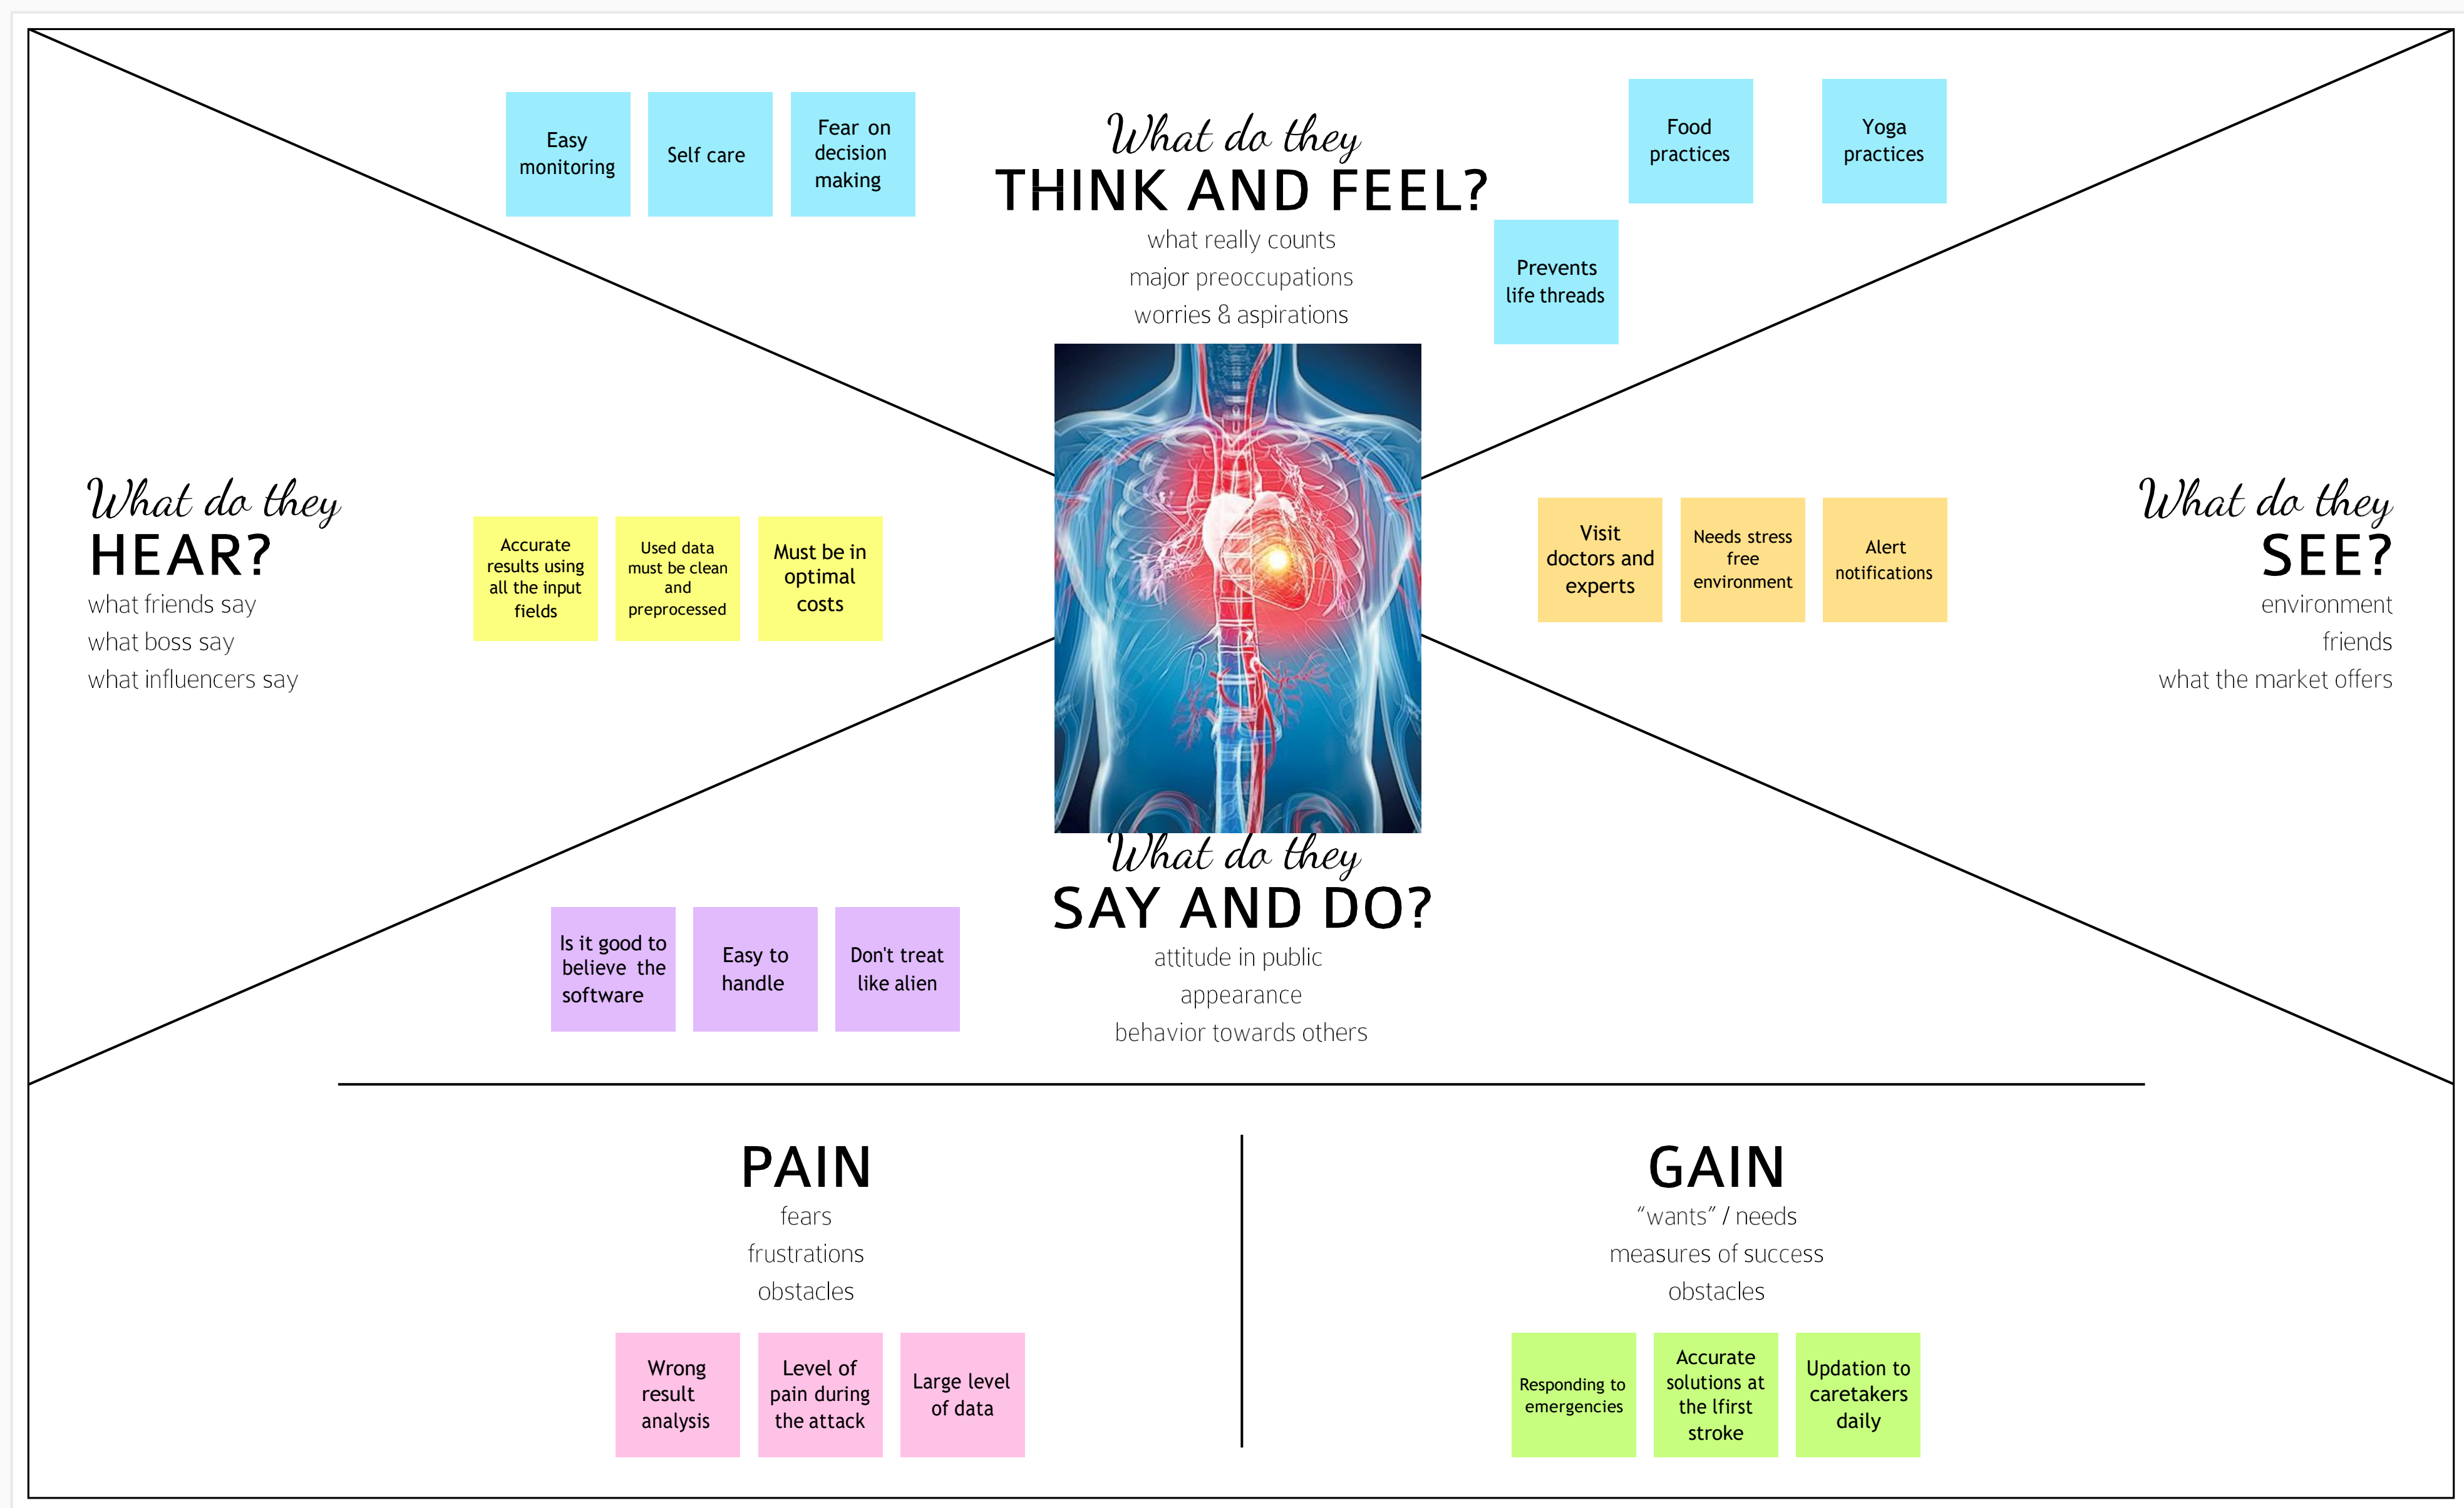 What do they
THINK AND FEEL?
what really counts
major preoccupations
worries & aspirations
Easy
monitoring
Self care
Fear on
decision
making
Food
practices
Yoga
practices
Prevents
life threads
What do they
HEAR?
what friends say
what boss say
what influencers say
Accurate
results using
all the input
fields
Used data
must be clean
and
preprocessed
Must be in
optimal
costs
Visit
doctors and
experts
Needs stress
free
environment
Alert
notifications
What do they
SEE?
environment
friends
what the market offers
What do they
SAY AND DO?
attitude in public
appearance
behavior towards others
Is it good to
believe the
software
Easy to
handle
Don't treat
like alien
PAIN
fears
frustrations
obstacles
Wrong
result
analysis
Level of
pain during
the attack
Large level
of data
GAIN
“wants” / needs
measures of success
obstacles
Responding to
emergencies
Accurate
solutions at
the lfirst
stroke
Updation to
caretakers
daily